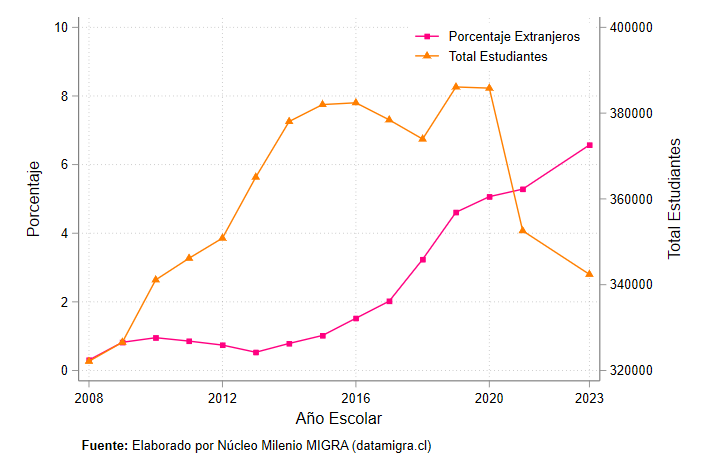 10
8
6
4
2
0
Porcentaje
Porcentaje Extranjeros
Total Estudiantes
400000
380000
360000
340000
320000
Total Estudiantes
2008 2012 2016 2020 2023
Año Escolar
Fuente: Elaborado por Núcleo Milenio MIGRA (datamigra.cl)